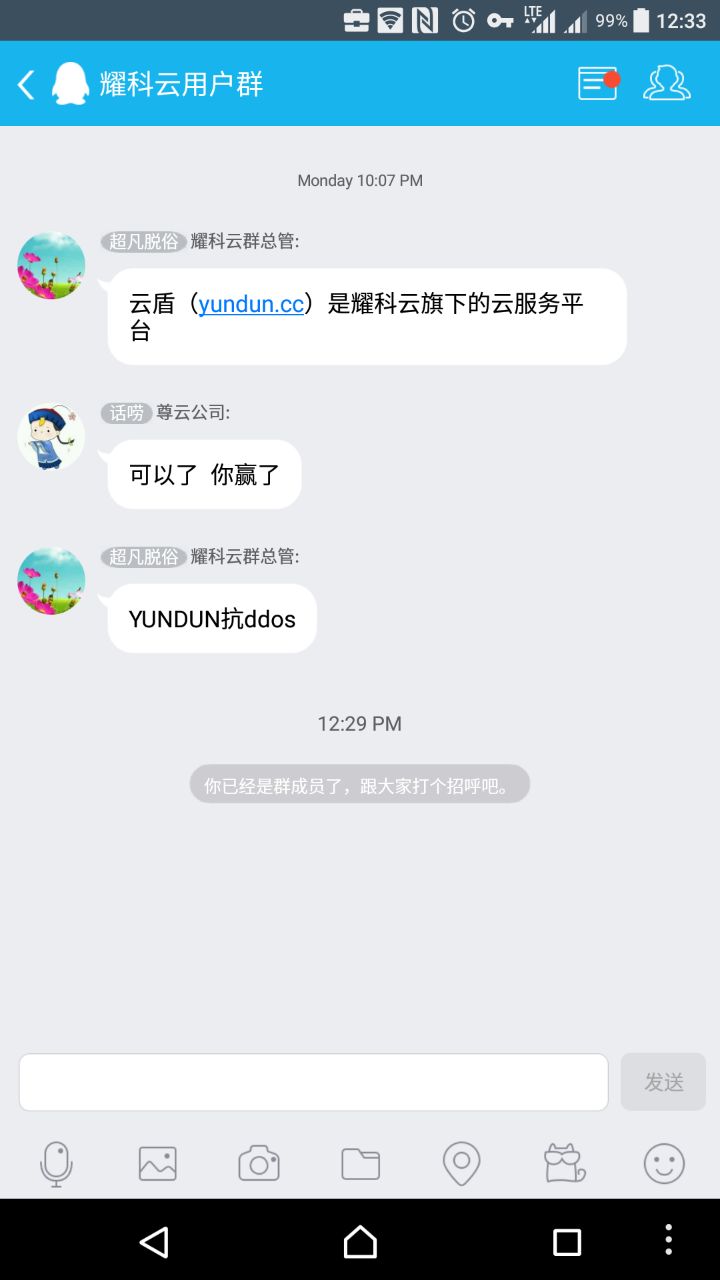 LTE 99% 12:33
耀科云用户群
Monday 10:07 PM
超凡脱俗 耀科云群总管:
云盾（yundun.cc）是耀科云旗下的云服务平
台
话唠 尊云公司:
可以了 你赢了
超凡脱俗 耀科云群总管:
YUNDUN抗ddos
12:29 PM
你已经是群成员了，跟大家打个招呼吧。
发送